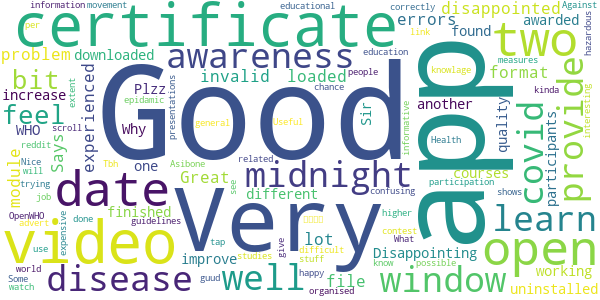 information movement educational correctly Against
certificate link per hazardous
errors disappointed awarded two
problem downloaded awareness found education measures
bit invalid loaded people knowlage format
increase experienced Plzz chance another kinda
feel WHO Why Sir epidemic presentations
Good Very app
Says one general Useful informative quality Health
module Nice reddit will Tbh Asibone Great
midnight related covid provide participants
courses interesting extent scroll
date trying job different see confusing participation higher shows
OpenWHO done guidelines finished tap lot What contest
learn open
video expensive advert use improve give studies difficult Disappointing working
well stuff know possible window
world disease Some watch guud file happy organised uninstalled